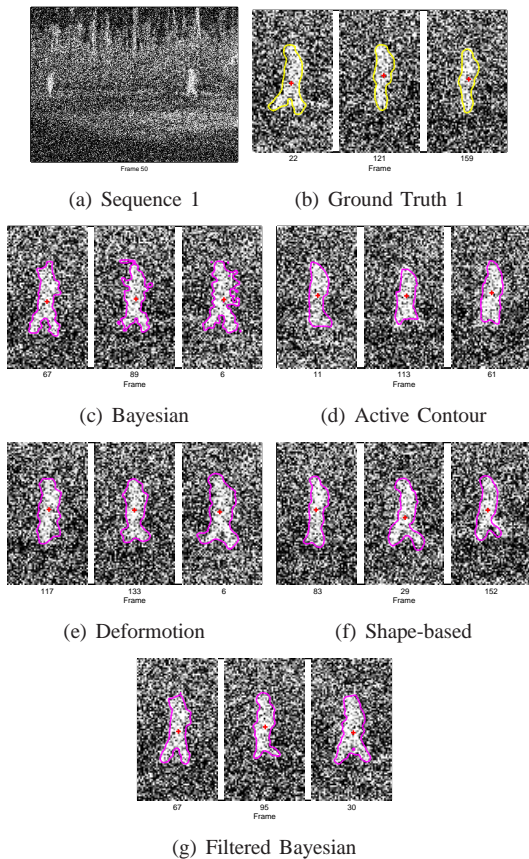 Frame 50
22 121 159
Frame
(a) Sequence 1
(b) Ground Truth 1
67 89 6
Frame
11 113 61
Frame
(c) Bayesian
(d) Active Contour
117 133 6
Frame
83 29 152
Frame
(e) Deformotion
(f) Shape-based
67 95 30
Frame
(g) Filtered Bayesian